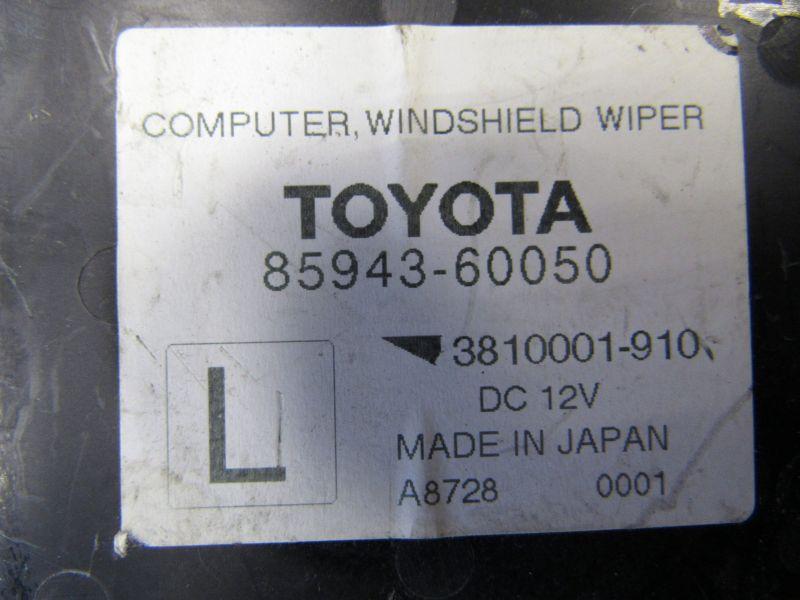 COMPUTER, WINDSHIELD WIPER
TOYOTA
85943-60050
3810001-910
L
DC 12V
MADE IN JAPAN
A8728 0001